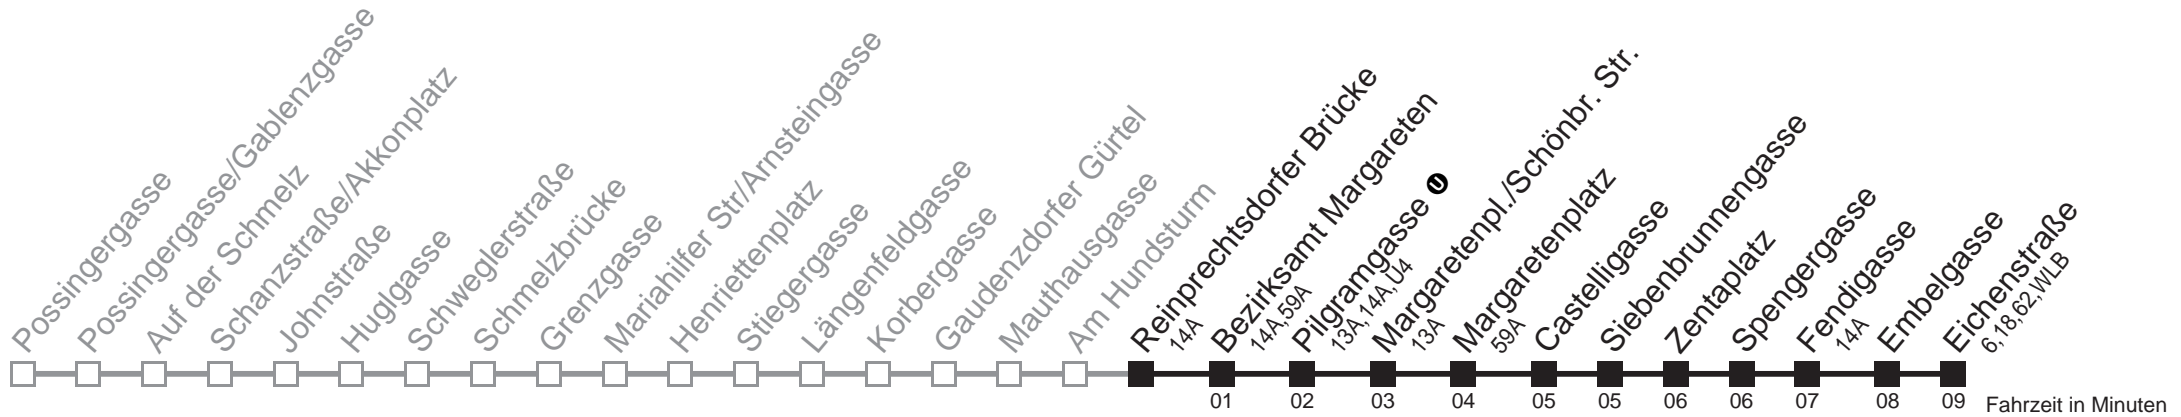 Possingergasse
Possingergasse/Gablenzgasse
Auf der Schmelz
Schanzstraße/Akkonplatz
Johnstraße
Huglgasse
Schweglerstraße
Schmelzbrücke
Grenzgasse
Mariahilfer Str/Arnsteingasse
Henriettenplatz
Stiegergasse
Längenfeldgasse
Korbergasse
Gaudenzdorfer Gürtel
Mauthausgasse
Am Hundsturm
Reinprechtsdorfer Brücke
14A
Bezirksamt Margareten
14A,59A
Pilgramgasse U
13A,14A,U4
Margaretenpl./Schönbr. Str.
13A
Margaretenplatz
59A
Castelligasse
Siebenbrunnengasse
Zentaplatz
Spengergasse
Fendigasse
14A
Embelgasse
Eichenstraße
6,18,62,WLB
01 02 03 04 05 05 06 06 07 08 09 Fahrzeit in Minuten